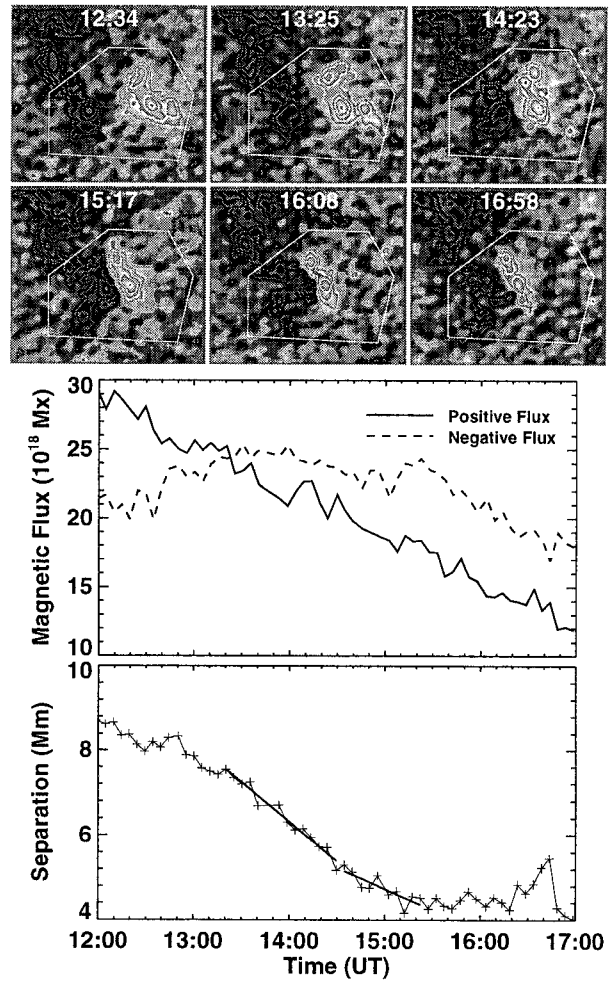 12:34 13:25 14:23
15:17 16:08 16:58
30
25
20
15
10
Magnetic Flux (10¹⁸ Mx)
Positive Flux
Negative Flux
10
8
6
4
Separation (Mm)
12:00 13:00 14:00 15:00 16:00 17:00
Time (UT)